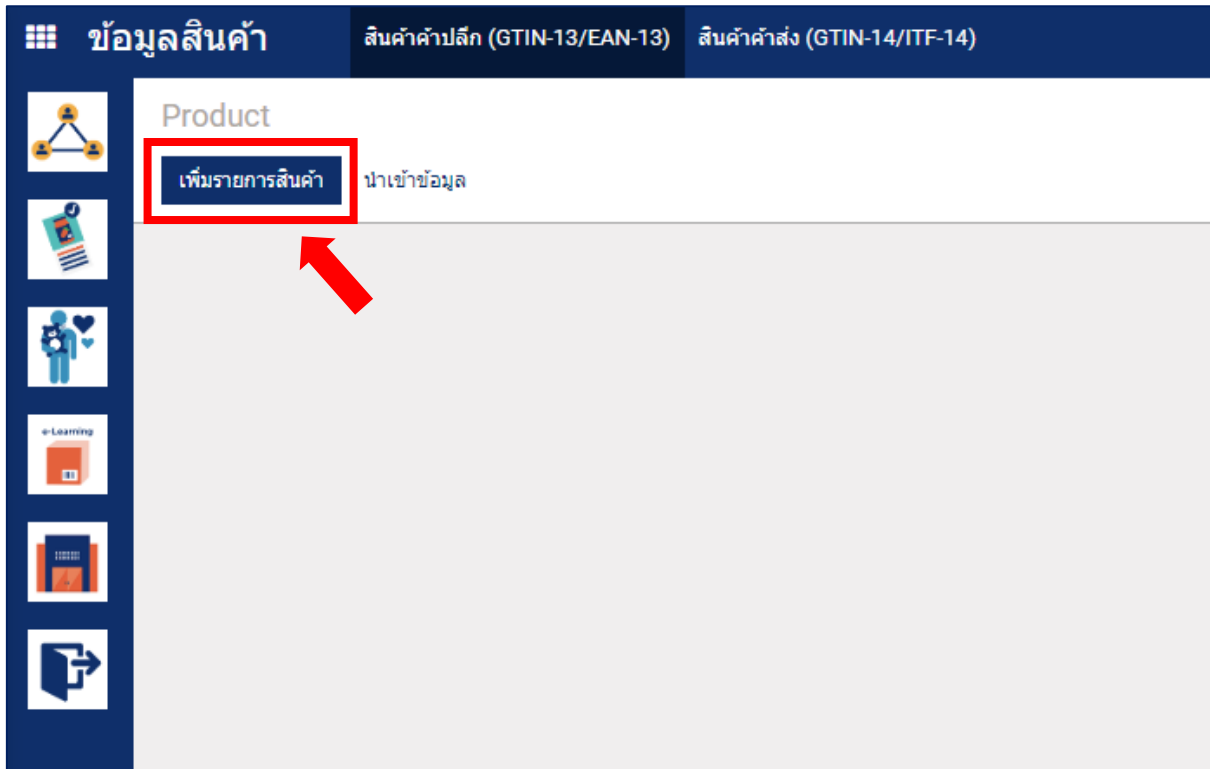 ข้อมูลสินค้า สินค้าค้าปลีก (GTIN-13/EAN-13) สินค้าค้าส่ง (GTIN-14/ITF-14)
Product
เพิ่มรายการสินค้า นำเข้าข้อมูล
e-Learning